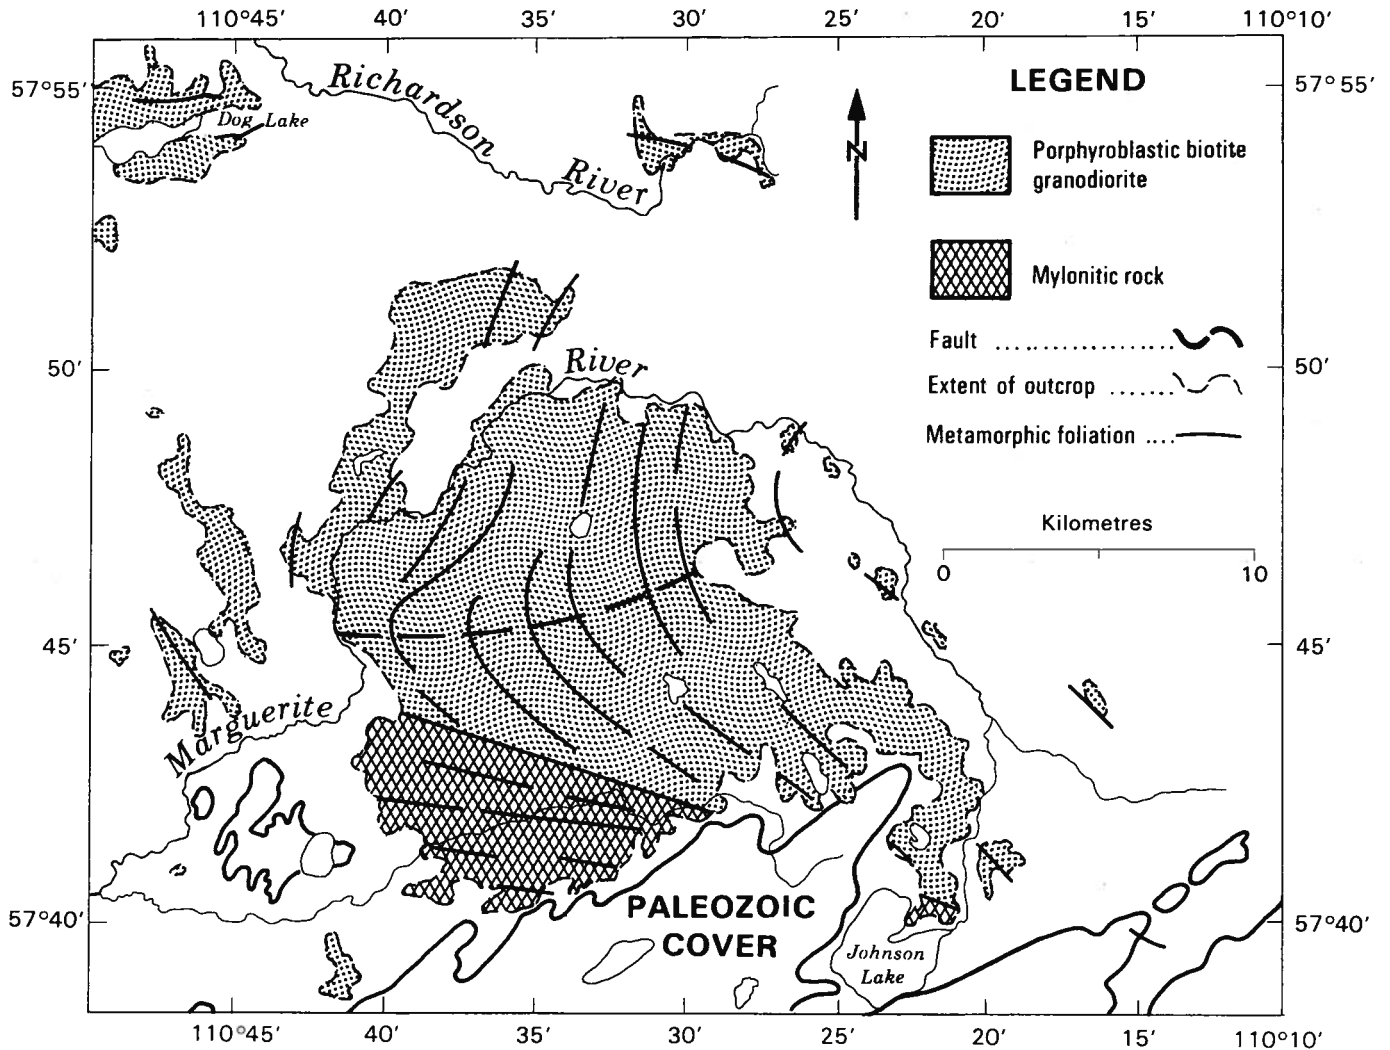 110°45′ 40′ 35′ 30′ 25′ 20′ 15′ 110°10′
57°55′
57°55′
Richardson
River
Dog Lake
N
LEGEND
Porphyroblastic biotite
granodiorite
Mylonitic rock
Fault
Extent of outcrop
Metamorphic foliation
Kilometres
0 10
50′
50′
River
45′
45′
Marguerite
57°40′
57°40′
PALEOZOIC
COVER
Johnson
Lake
110°45′ 40′ 35′ 30′ 25′ 20′ 15′ 110°10′